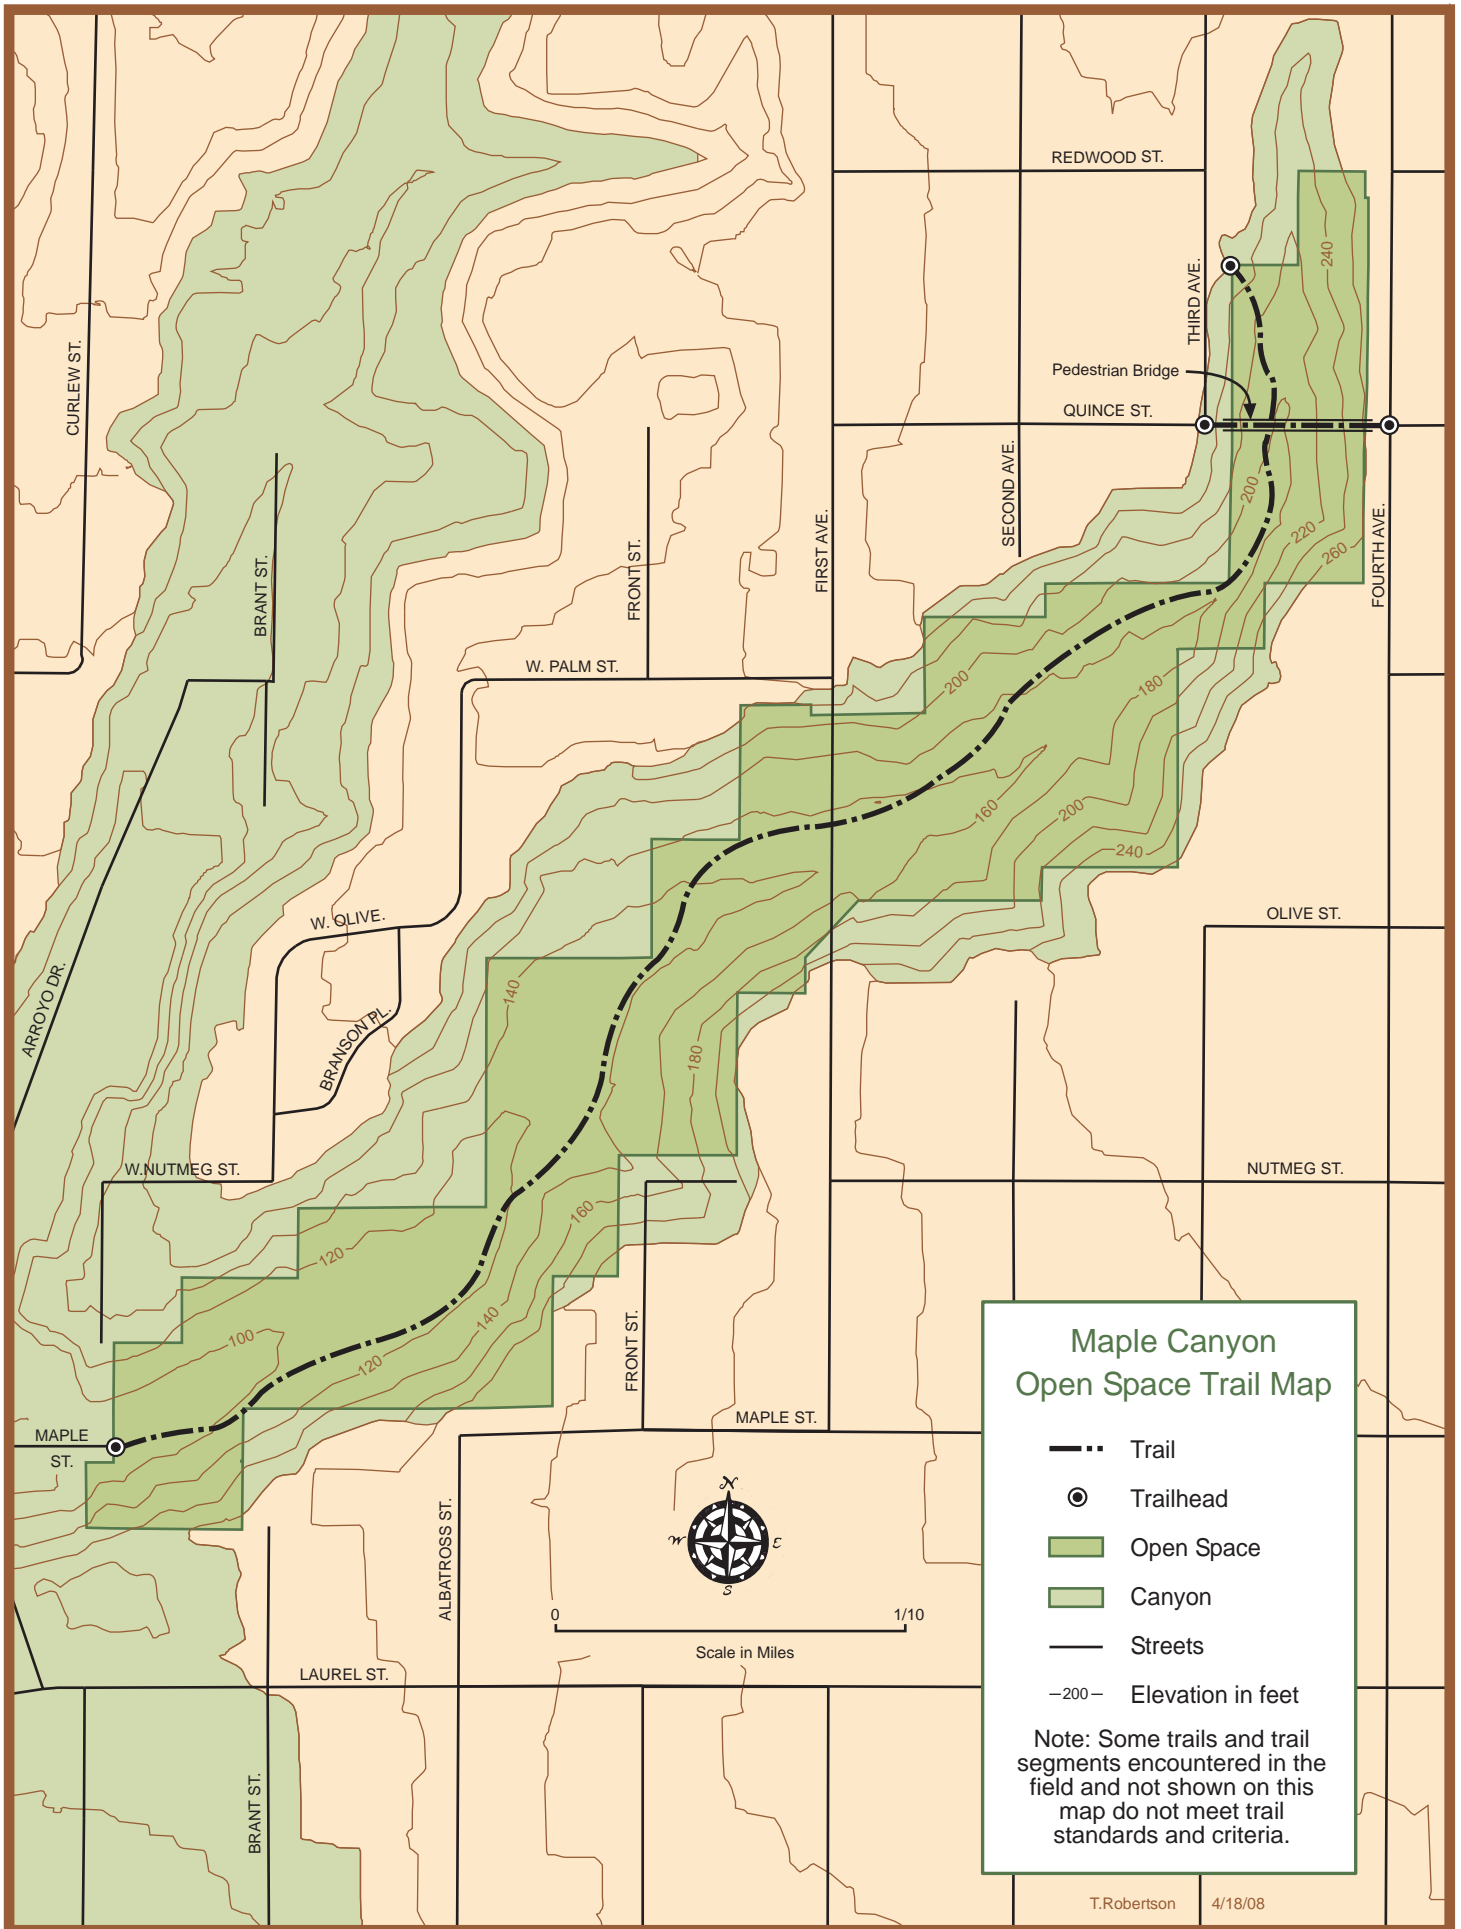 REDWOOD ST.
240
THIRD AVE.
CURLEW ST.
Pedestrian Bridge
QUINCE ST.
SECOND AVE.
200
220
260
FIRST AVE.
FOURTH AVE.
FRONT ST.
BRANT ST.
W. PALM ST.
200
180
160
200
240
W. OLIVE.
OLIVE ST.
ARROYO DR.
140
BRANSON PL.
180
W.NUTMEG ST.
NUTMEG ST.
160
120
140
100
120
FRONT ST.
MAPLE ST.
MAPLE
ST.
ALBATROSS ST.
N
W
E
S
0
1/10
Scale in Miles
LAUREL ST.
BRANT ST.
Maple Canyon
Open Space Trail Map
Trail
Trailhead
Open Space
Canyon
Streets
–200– Elevation in feet
Note: Some trails and trail
segments encountered in the
field and not shown on this
map do not meet trail
standards and criteria.
T.Robertson 4/18/08